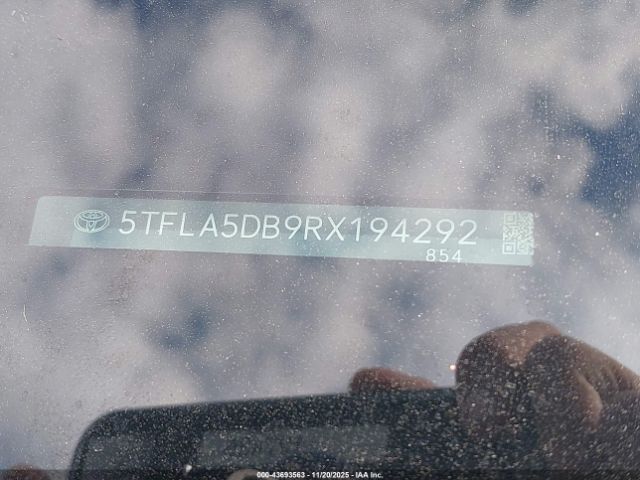 5TFLA5DB9RX194292
854
000-43693563 - 11/20/2025 - IAA Inc.